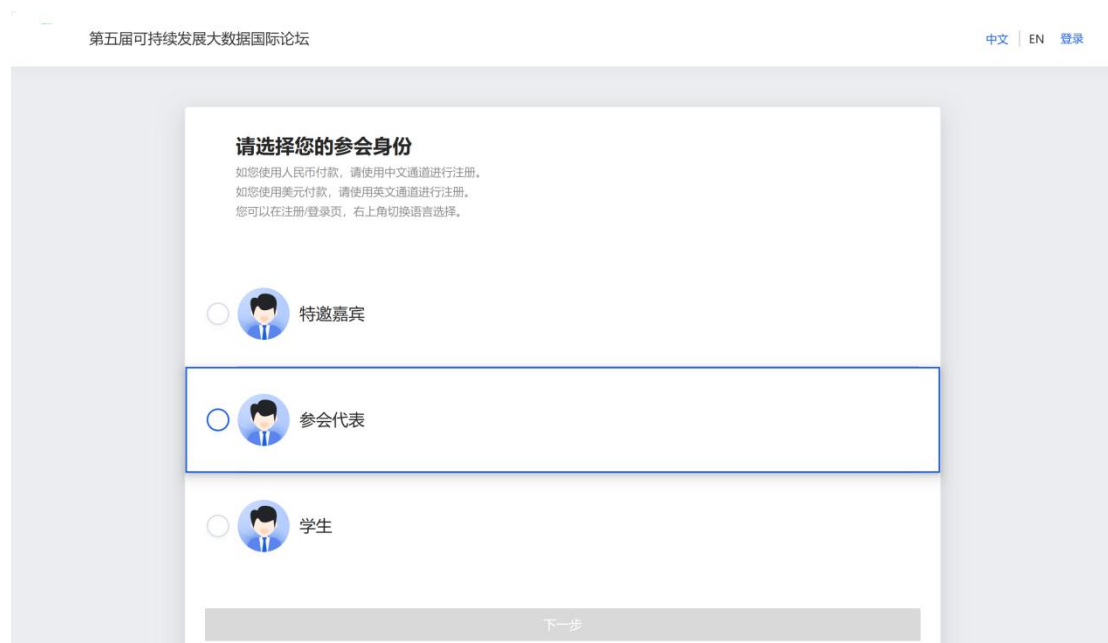 第五届可持续发展大数据国际论坛
中文 | EN 登录
请选择您的参会身份
如您使用人民币付款，请使用中文通道进行注册。
如您使用美元付款，请使用英文通道进行注册。
您可以在注册/登录页，右上角切换语言选择。
特邀嘉宾
参会代表
学生
下一步